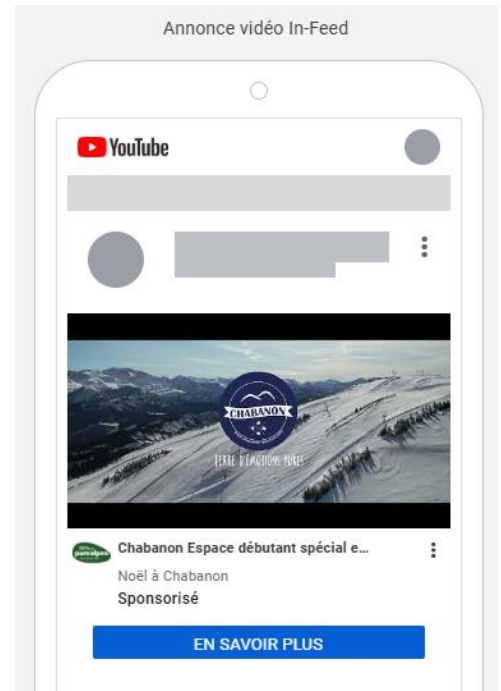 Annonce vidéo In-Feed
YouTube
CHABANON
TERRE D'ÉMOTIONS PURES
Chabanon Espace débutant spécial e...
Noël à Chabanon
Sponsorisé
EN SAVOIR PLUS